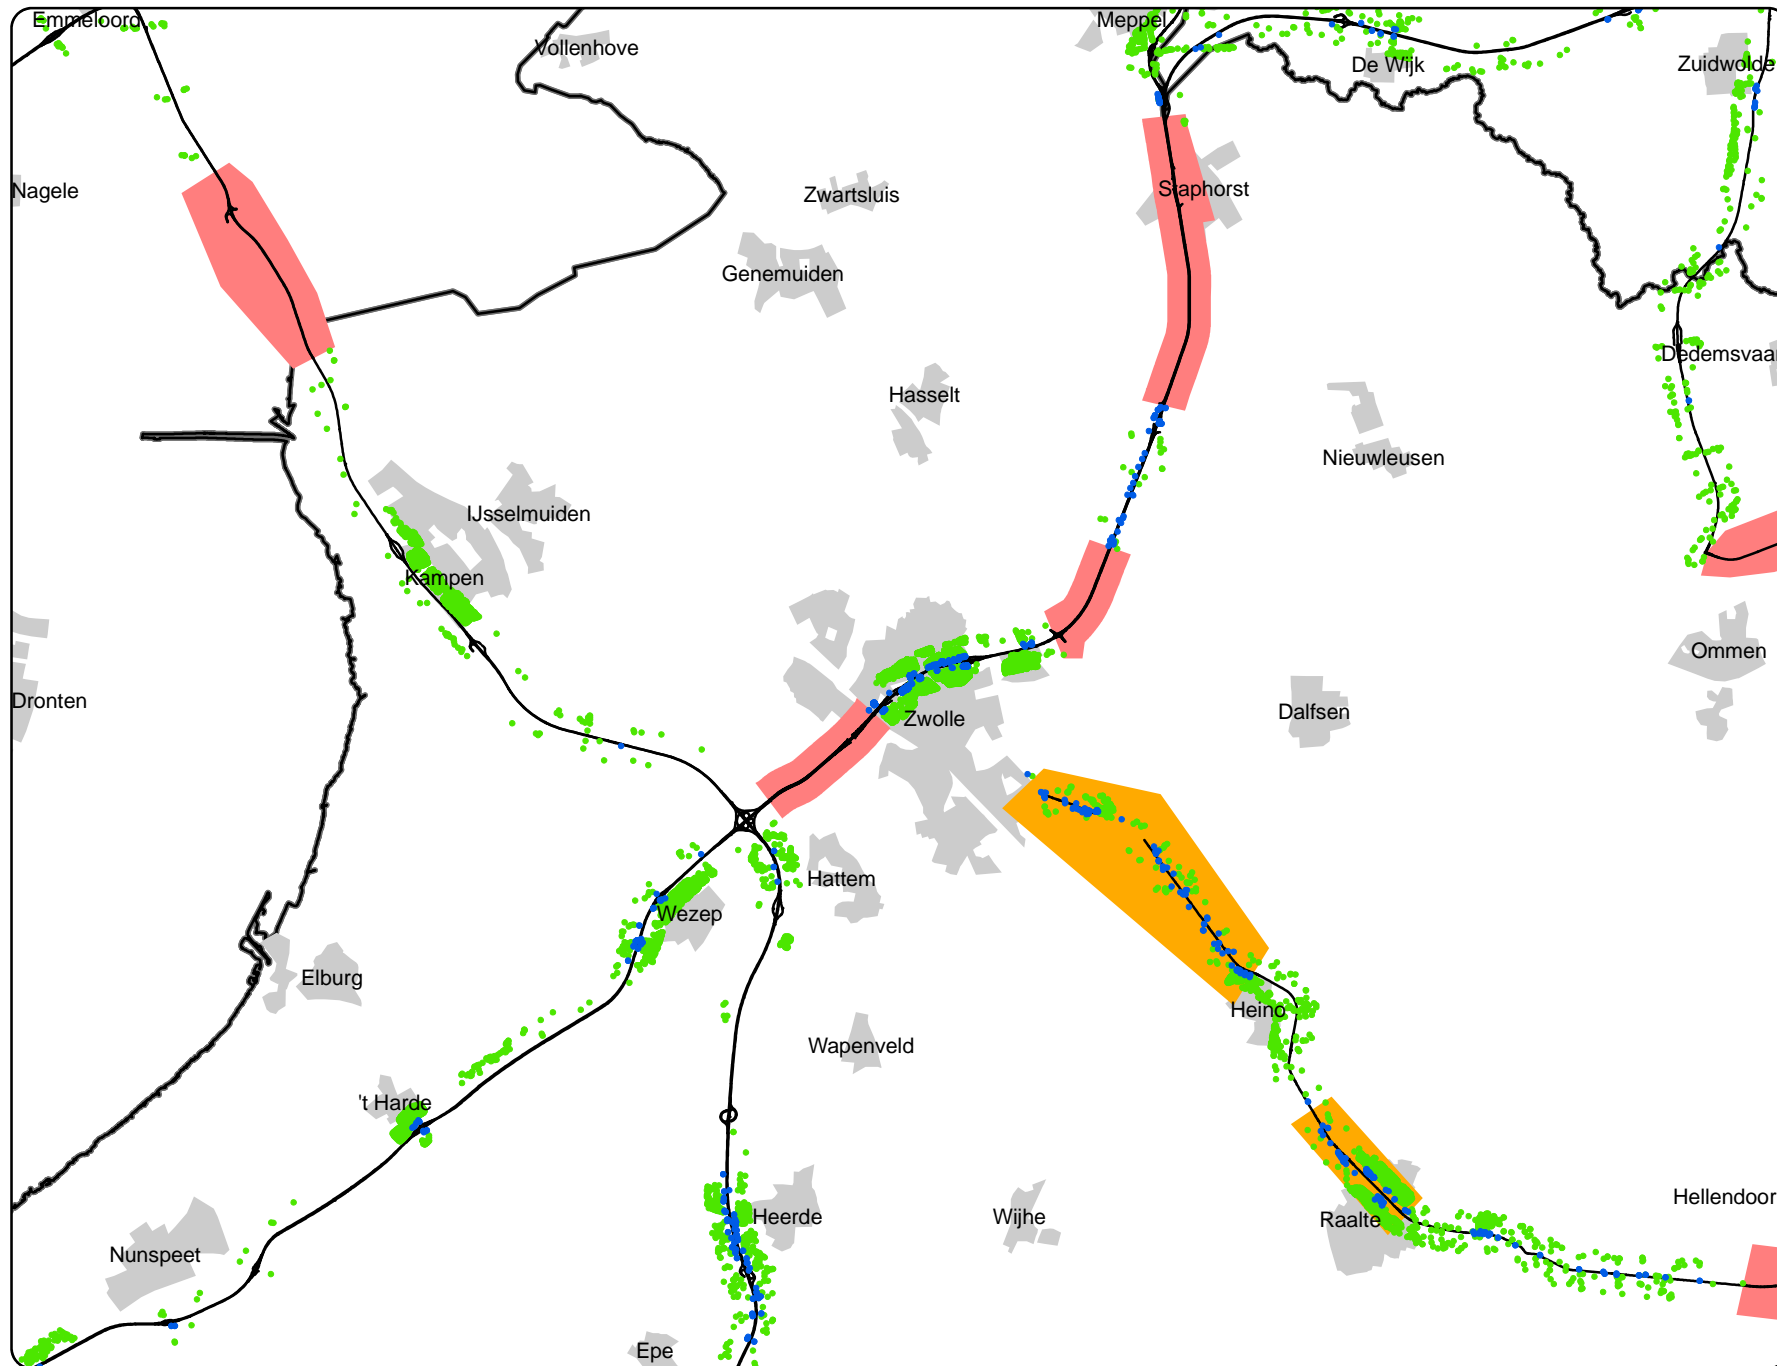 Emmeloord
Meppel
Vollenhove
De Wijk
Zuidwolde
Nagele
Zwartsluis
Staphorst
Genemuiden
Dedemsvaar
Hasselt
Nieuwleusen
IJsselmuiden
Kampen
Ommen
Dronten
Zwolle
Dalfsen
Hattem
Wezep
Elburg
Heino
Wapenveld
't Harde
Hellendoor
Heerde
Wijhe
Raalte
Nunspeet
Epe